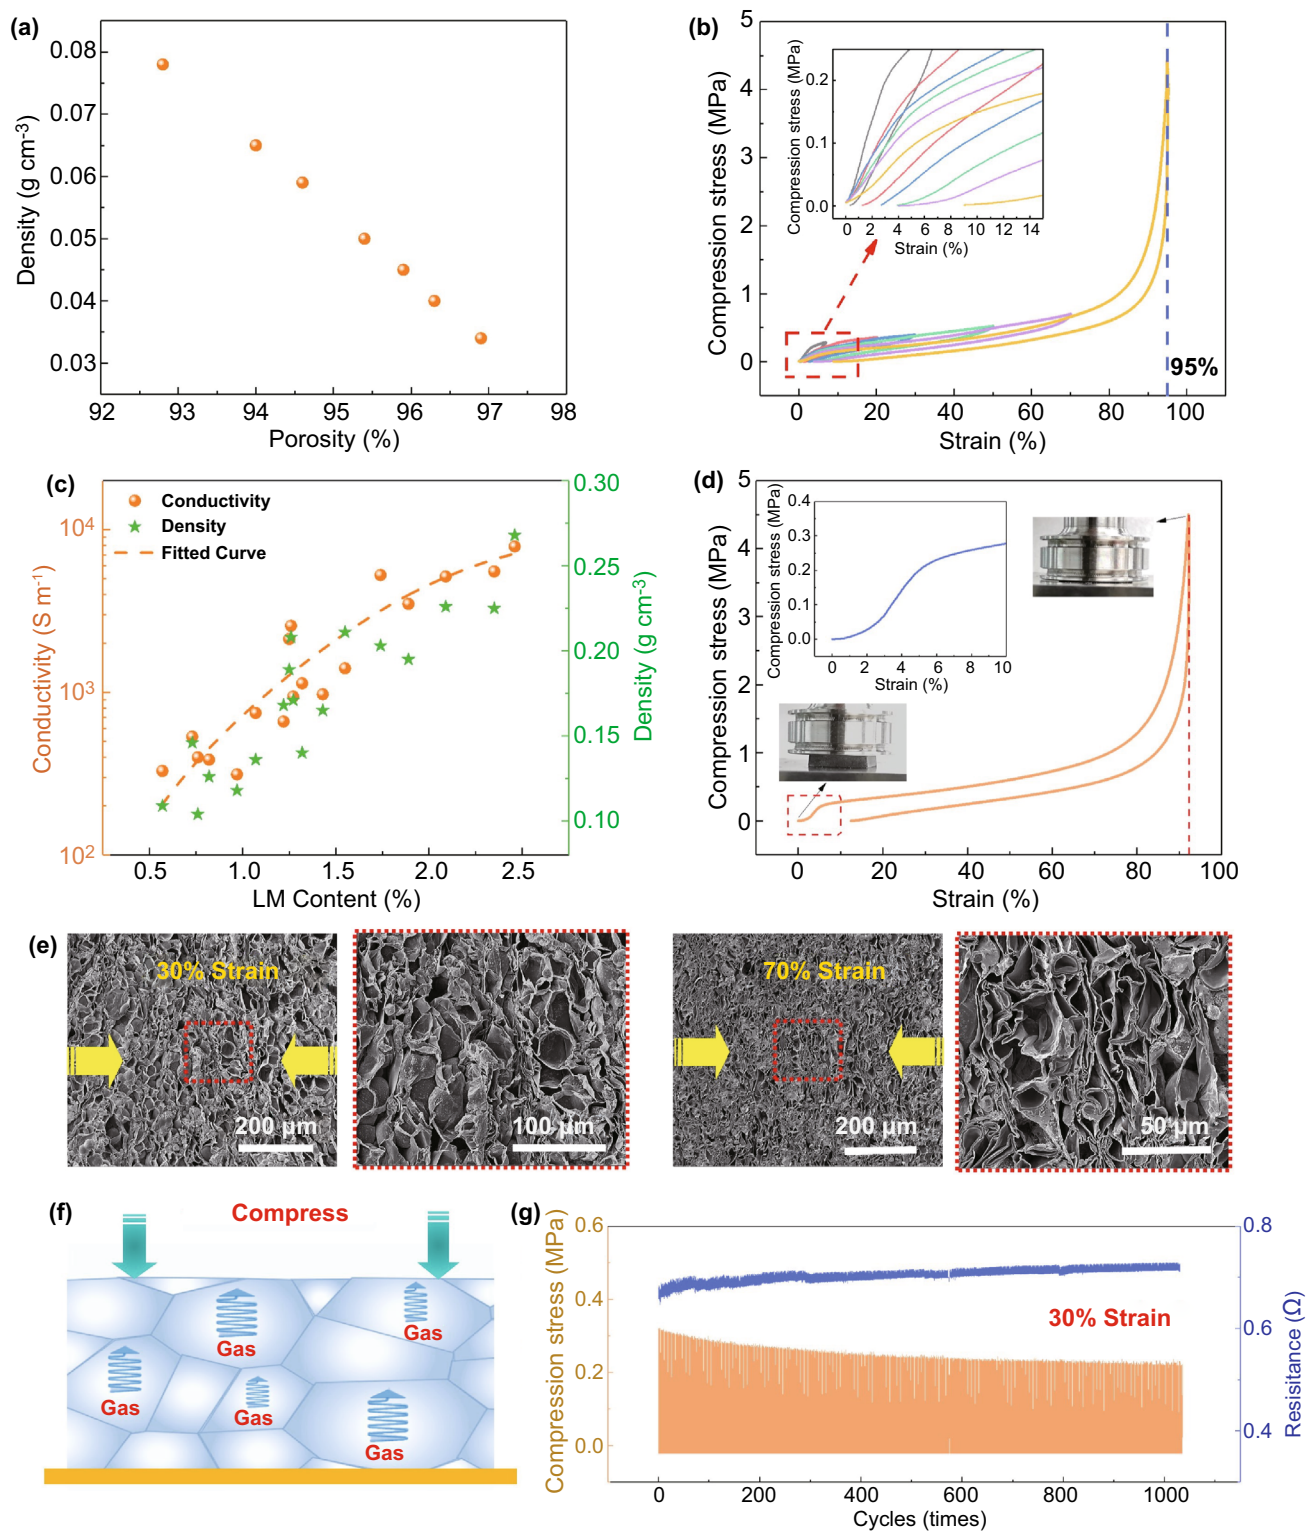 (a)
0.08
0.07
0.06
0.05
0.04
0.03
Density (g cm-3)
92 93 94 95 96 97 98
Porosity (%)
(b)
5
4
3
2
1
0
Compression stress (MPa)
0 20 40 60 80 100
Strain (%)
95%
0.2
0.1
0.0
Compression stress (MPa)
0 2 4 6 8 10 12 14
Strain (%)
(c)
Conductivity
Density
Fitted Curve
10^4
10^3
10^2
Conductivity (S m-1)
0.30
0.25
0.20
0.15
0.10
Density (g cm-3)
0.5 1.0 1.5 2.0 2.5
LM Content (%)
(d)
5
4
3
2
1
0
Compression stress (MPa)
0 20 40 60 80 100
Strain (%)
0.4
0.3
0.2
0.1
0.0
Compression stress (MPa)
0 2 4 6 8 10
Strain (%)
(e)
30% Strain
200 μm
100 μm
70% Strain
200 μm
50 μm
(f)
Compress
Gas
Gas
Gas
Gas
Gas
(g)
0.6
0.4
0.2
0.0
Compression stress (MPa)
0.8
0.6
0.4
Resisitance (Ω)
30% Strain
0 200 400 600 800 1000
Cycles (times)